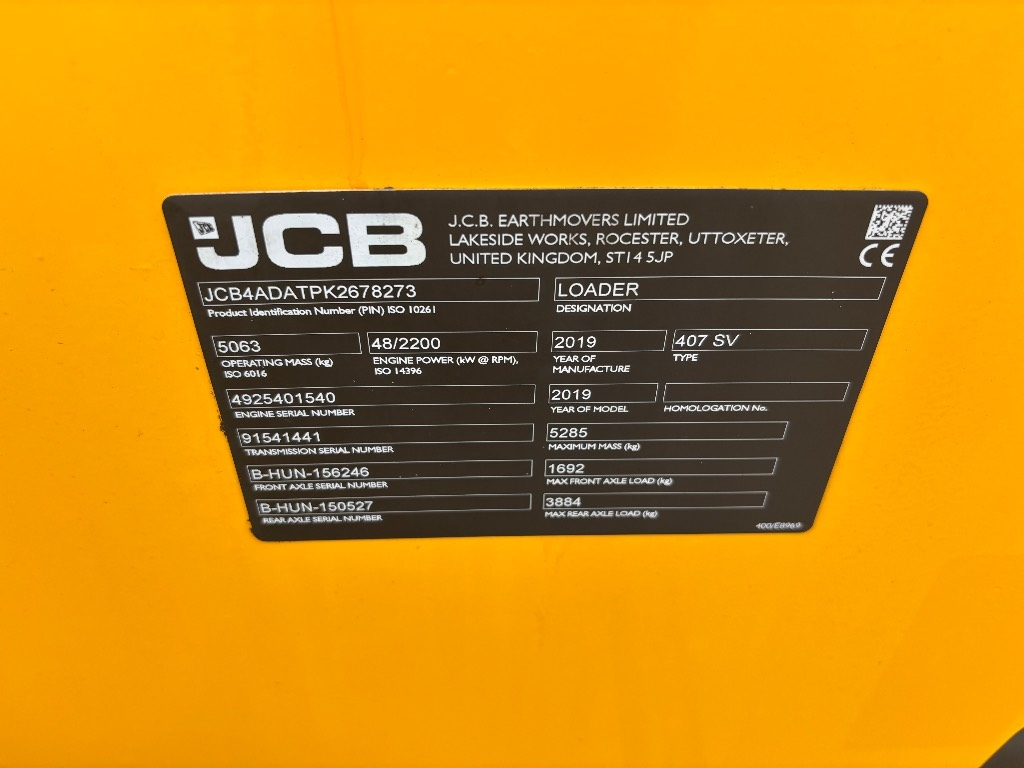 JCB
J.C.B. EARTHMOVERS LIMITED
LAKESIDE WORKS, ROCESTER, UTTOXETER,
UNITED KINGDOM, ST14 5JP
CE
JCB4ADATPK2678273
Product Identification Number (PIN) ISO 10261
LOADER
DESIGNATION
5063
OPERATING MASS (kg)
ISO 6016
48/2200
ENGINE POWER (kW @ RPM),
ISO 14396
2019
YEAR OF
MANUFACTURE
407 SV
TYPE
4925401540
ENGINE SERIAL NUMBER
2019
YEAR OF MODEL
HOMOLOGATION No.
91541441
TRANSMISSION SERIAL NUMBER
5285
MAXIMUM MASS (kg)
B-HUN-156246
FRONT AXLE SERIAL NUMBER
1692
MAX FRONT AXLE LOAD (kg)
B-HUN-150527
REAR AXLE SERIAL NUMBER
3884
MAX REAR AXLE LOAD (kg)
400/E8969